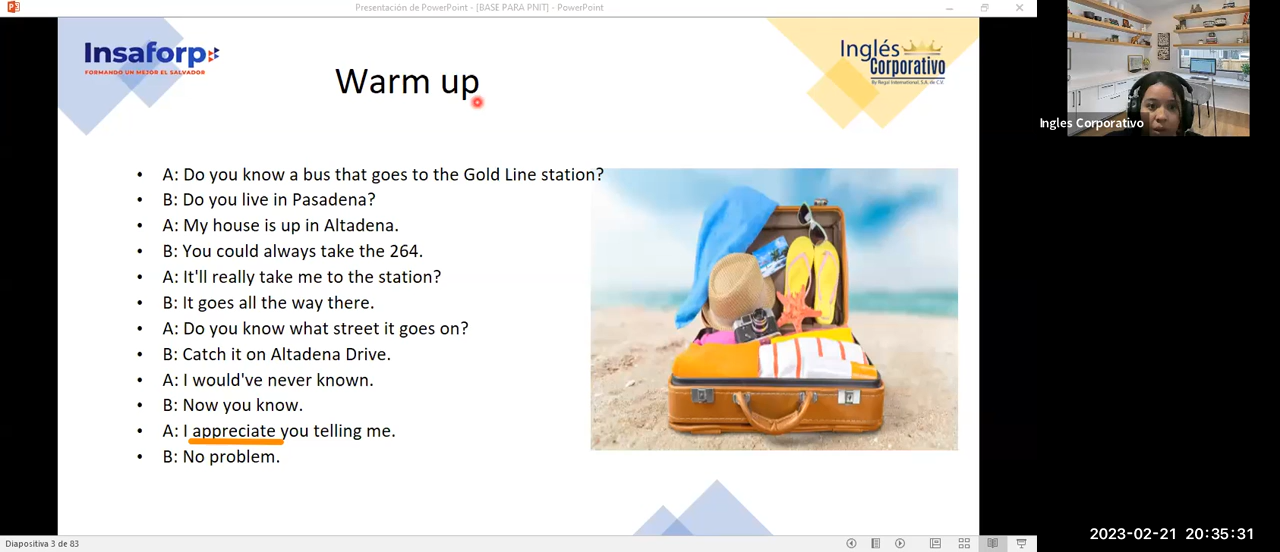 Presentación de PowerPoint - [BASE PARA PNIT] - PowerPoint
Insaforp
FORMANDO UN MEJOR EL SALVADOR
Inglés
Corporativo
By Regal International, S.A. de C.V.
Warm up
Ingles Corporativo
• A: Do you know a bus that goes to the Gold Line station?
• B: Do you live in Pasadena?
• A: My house is up in Altadena.
• B: You could always take the 264.
• A: It'll really take me to the station?
• B: It goes all the way there.
• A: Do you know what street it goes on?
• B: Catch it on Altadena Drive.
• A: I would've never known.
• B: Now you know.
• A: I appreciate you telling me.
• B: No problem.
Diapositiva 3 de 83
2023-02-21 20:35:31